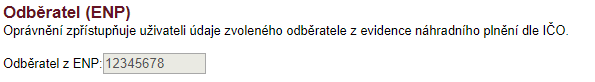 Odběratel (ENP)
Oprávnění zpřístupňuje uživateli údaje zvoleného odběratele z evidence náhradního plnění dle IČO.
Odběratel z ENP: 12345678